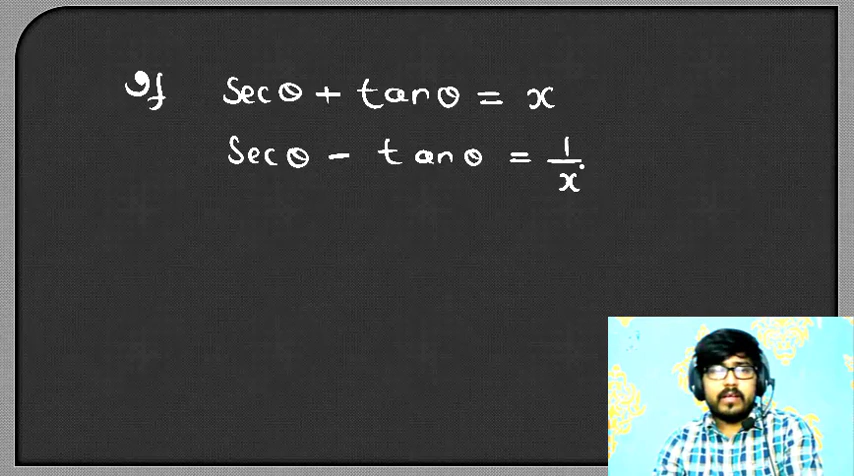 If secθ + tanθ = x
secθ - tanθ = 1/x